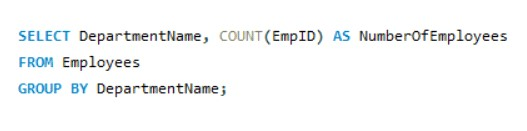 SELECT DepartmentName, COUNT(EmpID) AS NumberOfEmployees
FROM Employees
GROUP BY DepartmentName;